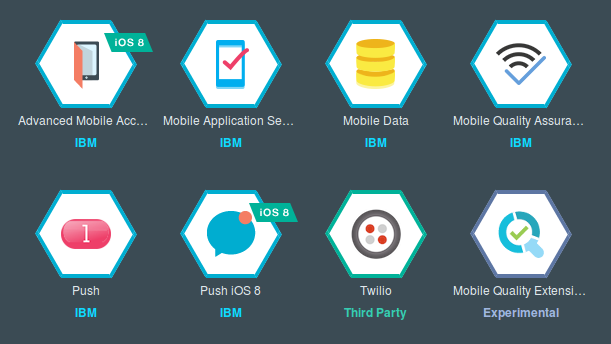 iOS 8
Advanced Mobile Acc... Mobile Application Se... Mobile Data Mobile Quality Assura...
IBM IBM IBM IBM
1 iOS 8
Push Push iOS 8 Twilio Mobile Quality Extensi...
IBM IBM Third Party Experimental